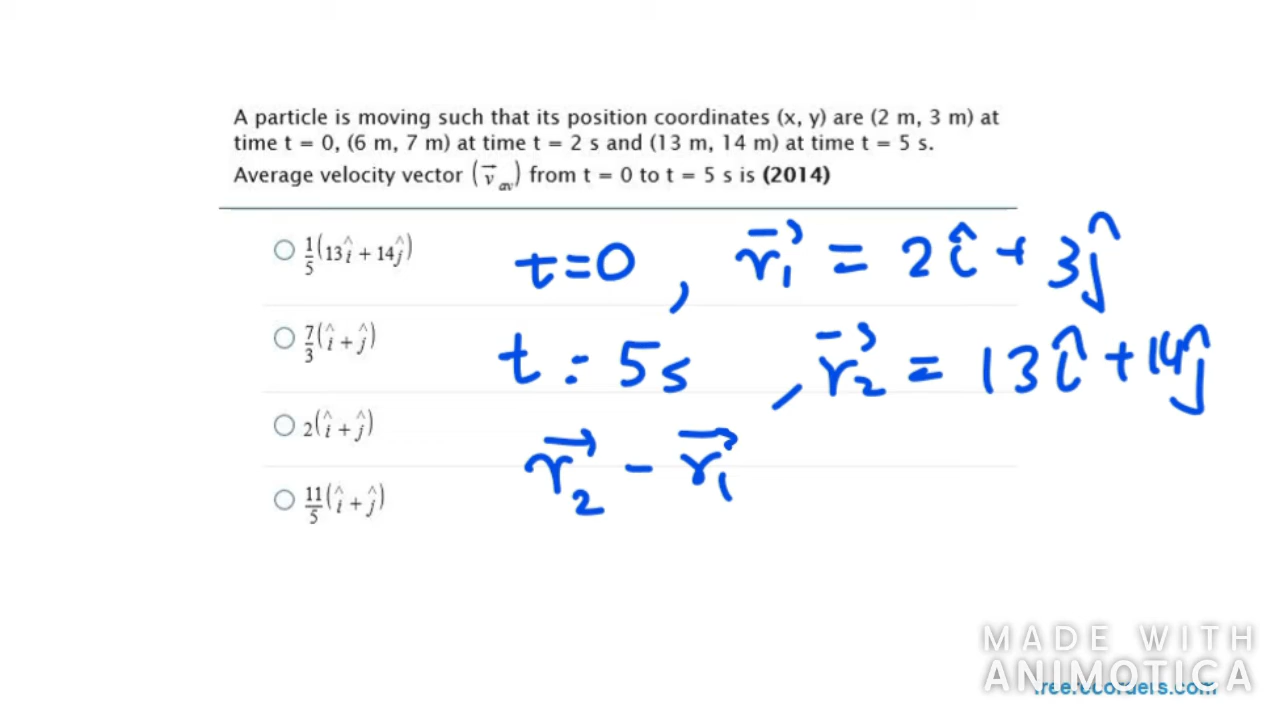 A particle is moving such that its position coordinates (x, y) are (2 m, 3 m) at
time t = 0, (6 m, 7 m) at time t = 2 s and (13 m, 14 m) at time t = 5 s.
Average velocity vector (v⃗ av) from t = 0 to t = 5 s is (2014)
1/5(13î + 14ĵ)
7/3(î + ĵ)
2(î + ĵ)
11/5(î + ĵ)
t=0 , r⃗₁ = 2î + 3ĵ
t = 5s , r⃗₂ = 13î + 14ĵ
r⃗₂ − r⃗₁
MADE WITH
ANIMOTICA
freerecorders.com